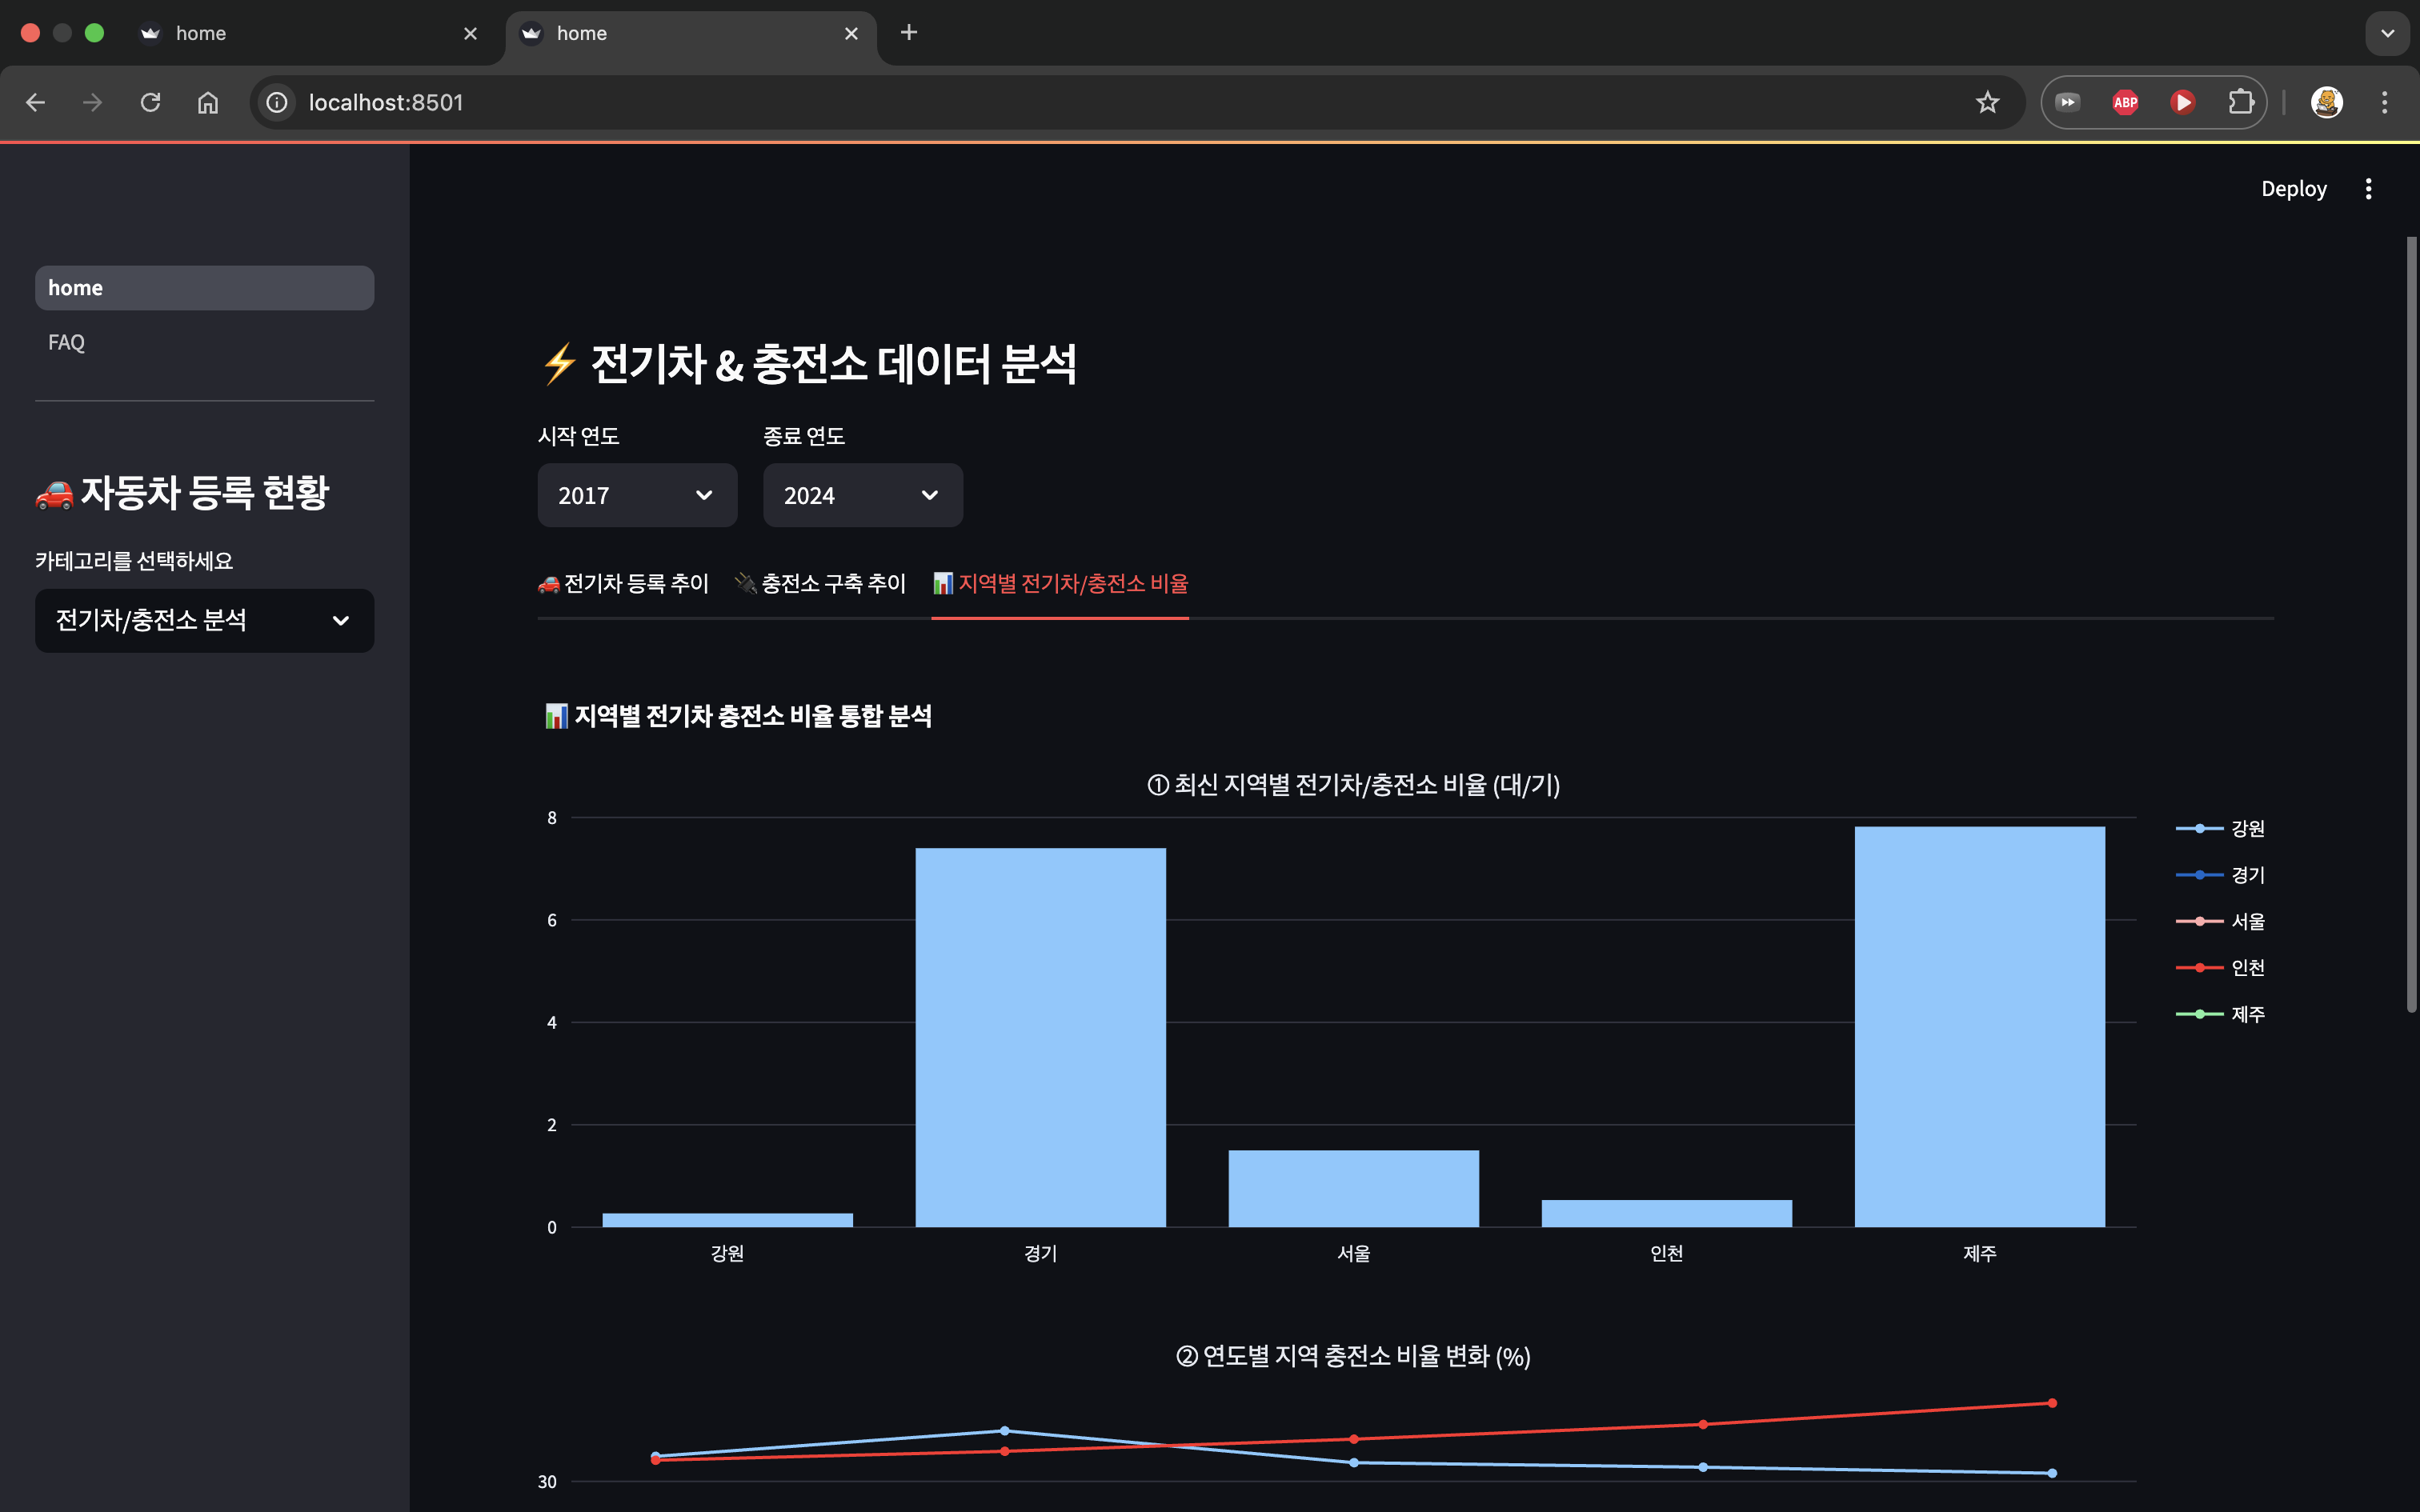 home
home
localhost:8501
ABP
Deploy
home
FAQ
🚗 자동차 등록 현황
카테고리를 선택하세요
전기차/충전소 분석
⚡ 전기차 & 충전소 데이터 분석
시작 연도 종료 연도
2017 2024
🚗 전기차 등록 추이 🔌 충전소 구축 추이 📊 지역별 전기차/충전소 비율
📊 지역별 전기차 충전소 비율 통합 분석
① 최신 지역별 전기차/충전소 비율 (대/기)
8
6
4
2
0
강원 경기 서울 인천 제주
강원
경기
서울
인천
제주
② 연도별 지역 충전소 비율 변화 (%)
30